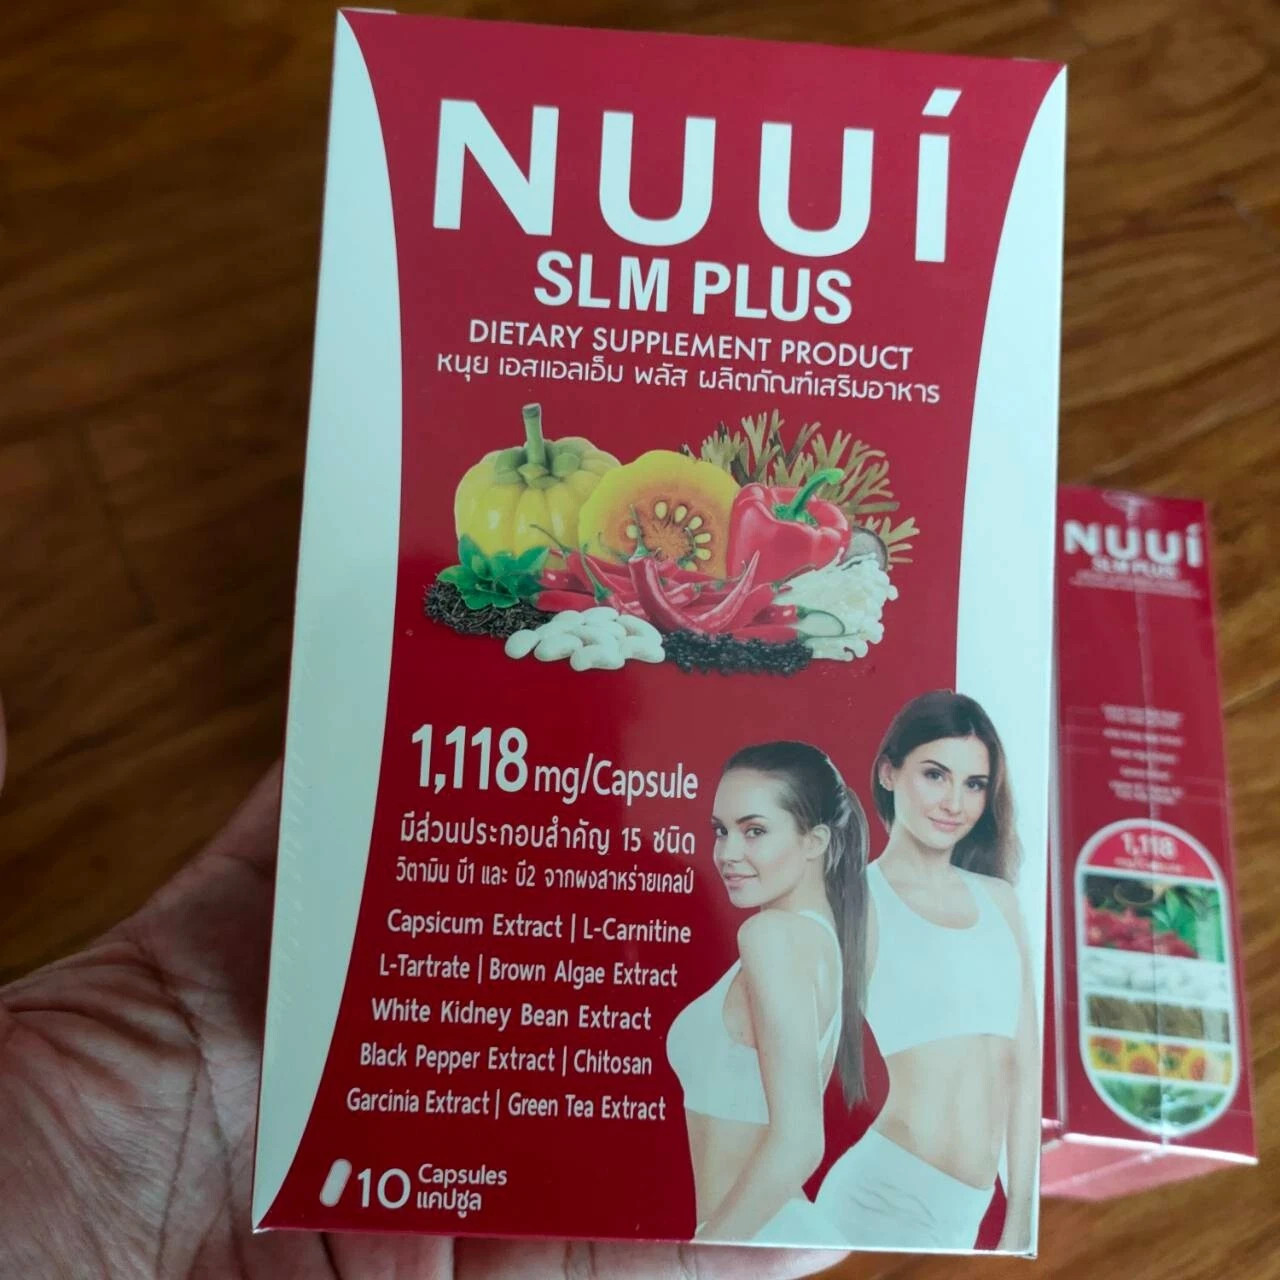 NUUÍ
SLM PLUS
DIETARY SUPPLEMENT PRODUCT
หนุย เอสแอลเอ็ม พลัส ผลิตภัณฑ์เสริมอาหาร
1,118 mg/Capsule
มีส่วนประกอบสำคัญ 15 ชนิด
วิตามิน บี1 และ บี2 จากผงสาหร่ายเคลป์
Capsicum Extract | L-Carnitine
L-Tartrate | Brown Algae Extract
White Kidney Bean Extract
Black Pepper Extract | Chitosan
Garcinia Extract | Green Tea Extract
10 Capsules
แคปซูล
NUUÍ
SLM PLUS
1,118